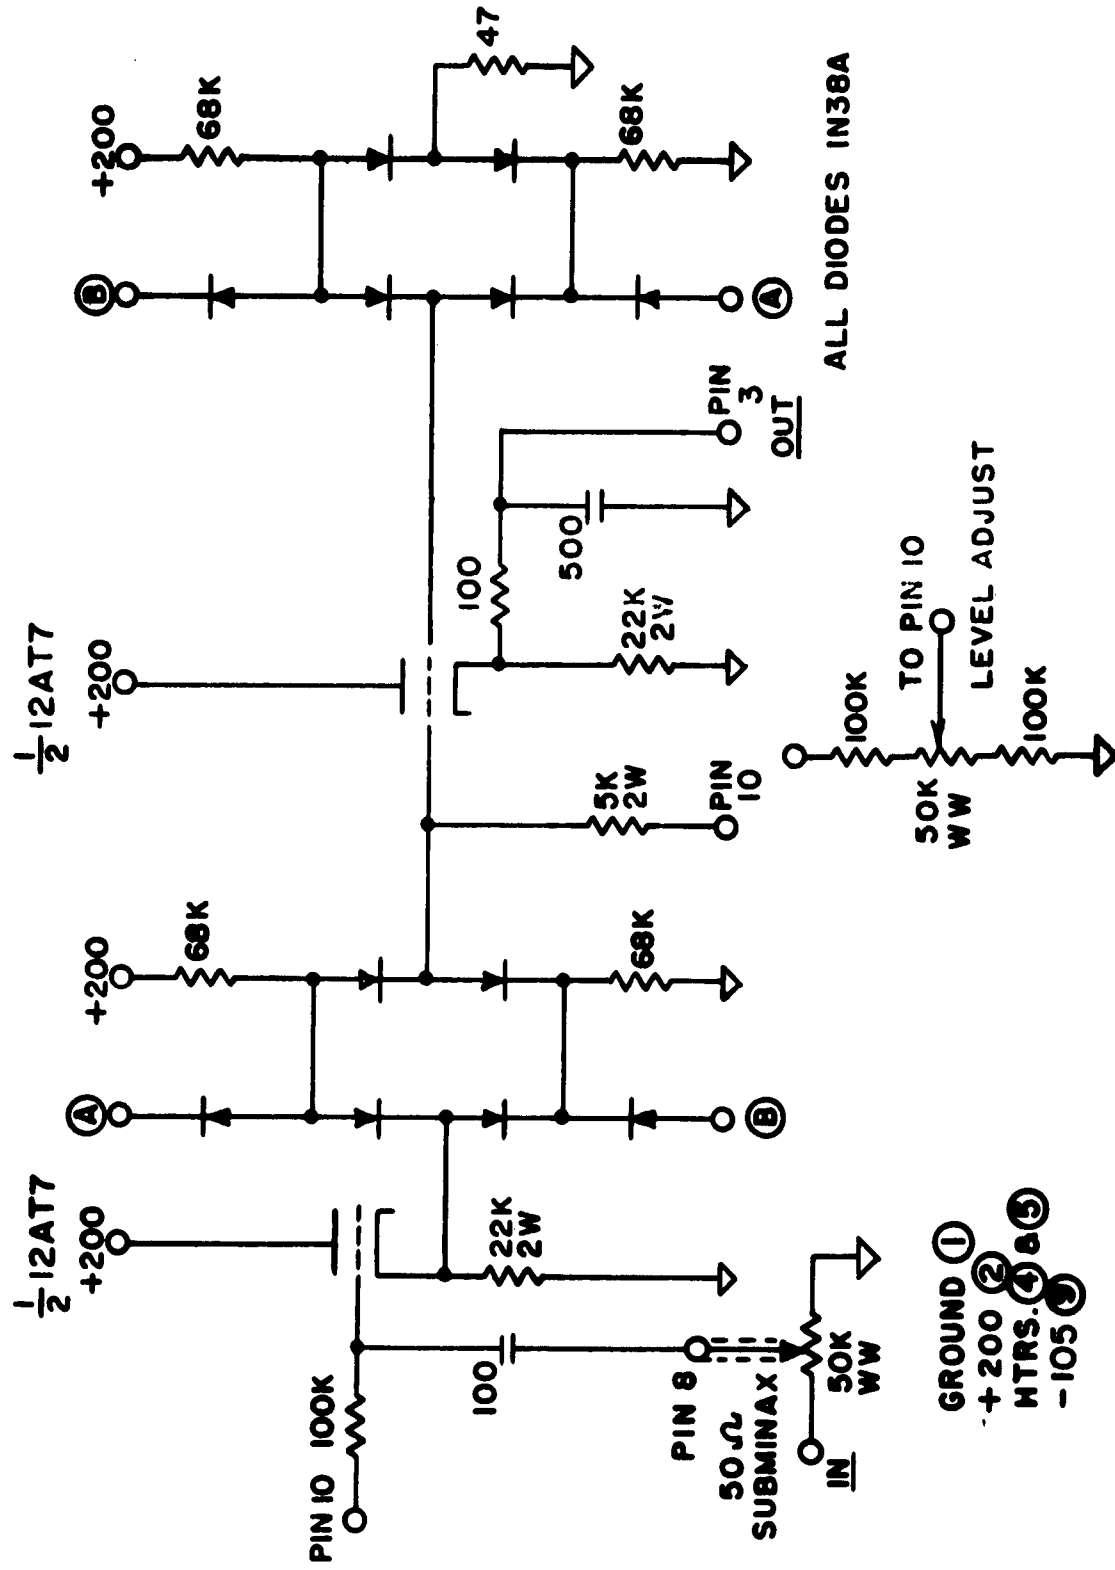 1/2 12AT7
+200
PIN 10
100K
100
PIN 8
50Ω
SUBMINAX
IN
50K
WW
22K
2W
A
B
+200
68K
68K
5K
2W
PIN
10
1/2 12AT7
+200
22K
2W
100
500
PIN
3
OUT
B
A
+200
68K
68K
47
ALL DIODES IN38A
100K
50K
WW
100K
TO PIN 10
LEVEL ADJUST
GROUND 1
+200 2
HTRS. 4 & 5
-105 9